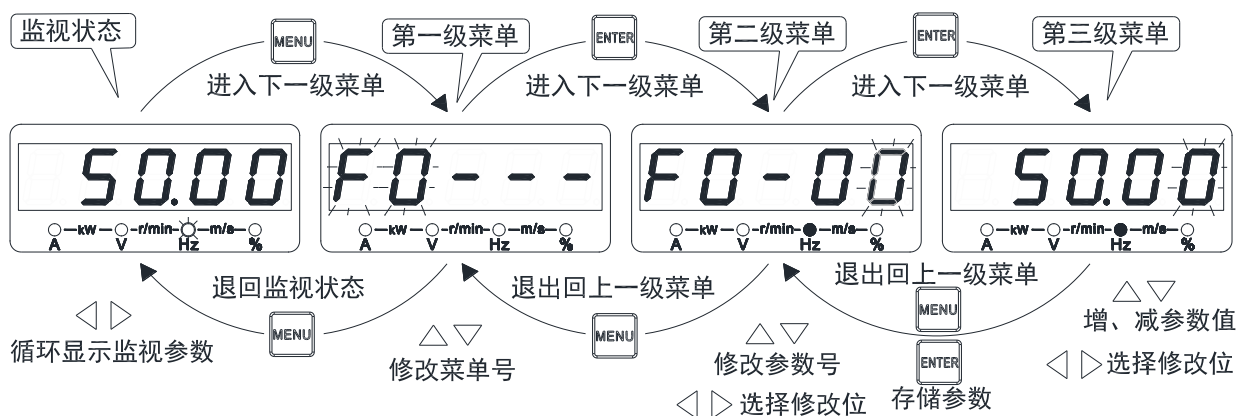 监视状态
MENU
第一级菜单
ENTER
第二级菜单
ENTER
第三级菜单
进入下一级菜单
进入下一级菜单
进入下一级菜单
50.00
F0---
F0-00
50.00
A kW V r/min Hz m/s %
A kW V r/min Hz m/s %
A kW V r/min Hz m/s %
A kW V r/min Hz m/s %
退回监视状态
退出回上一级菜单
退出回上一级菜单
MENU
MENU
MENU
ENTER
存储参数
循环显示监视参数
修改菜单号
修改参数号
选择修改位
增、减参数值
选择修改位